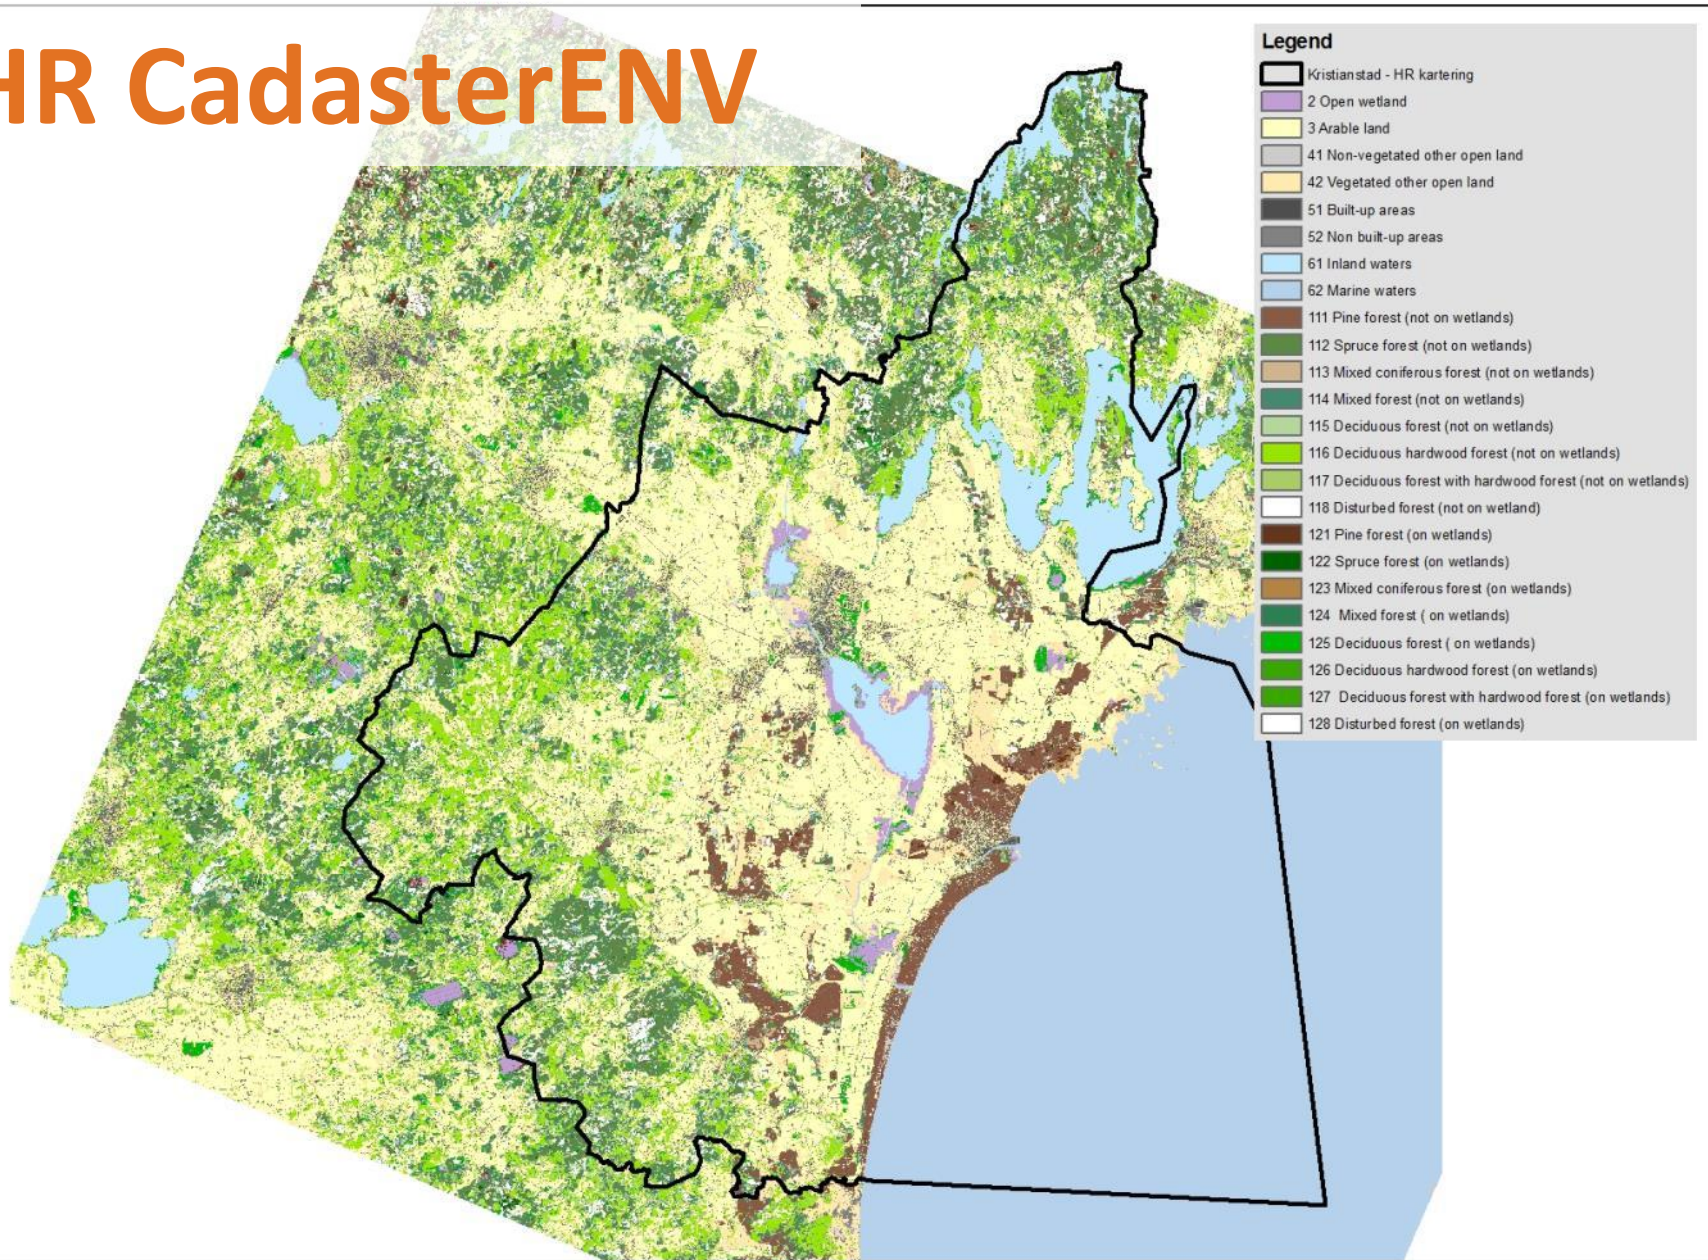 HR CadasterENV
Legend
Kristianstad - HR kartering
2 Open wetland
3 Arable land
41 Non-vegetated other open land
42 Vegetated other open land
51 Built-up areas
52 Non built-up areas
61 Inland waters
62 Marine waters
111 Pine forest (not on wetlands)
112 Spruce forest (not on wetlands)
113 Mixed coniferous forest (not on wetlands)
114 Mixed forest (not on wetlands)
115 Deciduous forest (not on wetlands)
116 Deciduous hardwood forest (not on wetlands)
117 Deciduous forest with hardwood forest (not on wetlands)
118 Disturbed forest (not on wetland)
121 Pine forest (on wetlands)
122 Spruce forest (on wetlands)
123 Mixed coniferous forest (on wetlands)
124 Mixed forest ( on wetlands)
125 Deciduous forest ( on wetlands)
126 Deciduous hardwood forest (on wetlands)
127 Deciduous forest with hardwood forest (on wetlands)
128 Disturbed forest (on wetlands)